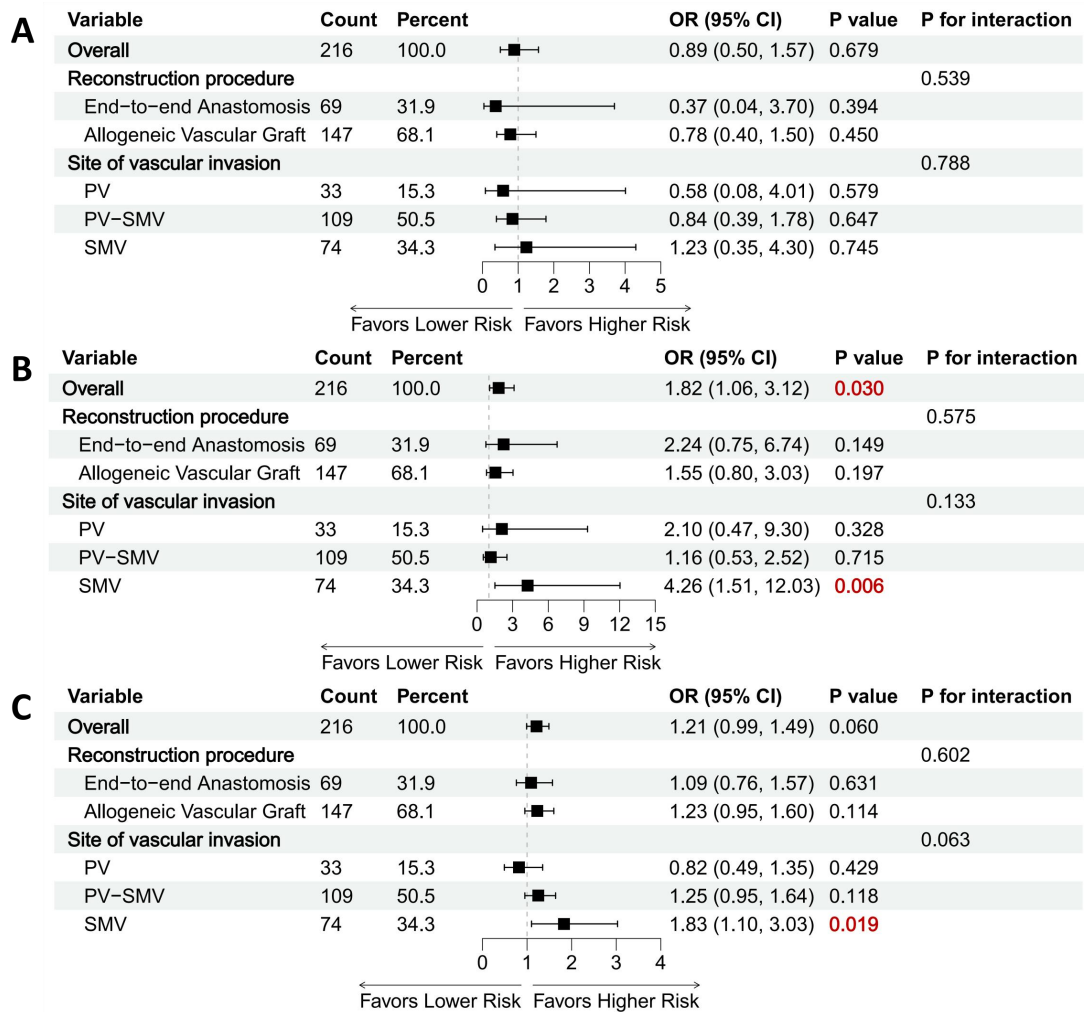 A
Variable Count Percent OR (95% CI) P value P for interaction
Overall 216 100.0 0.89 (0.50, 1.57) 0.679
Reconstruction procedure 0.539
End−to−end Anastomosis 69 31.9 0.37 (0.04, 3.70) 0.394
Allogeneic Vascular Graft 147 68.1 0.78 (0.40, 1.50) 0.450
Site of vascular invasion 0.788
PV 33 15.3 0.58 (0.08, 4.01) 0.579
PV−SMV 109 50.5 0.84 (0.39, 1.78) 0.647
SMV 74 34.3 1.23 (0.35, 4.30) 0.745
0 1 2 3 4 5
Favors Lower Risk Favors Higher Risk
B
Variable Count Percent OR (95% CI) P value P for interaction
Overall 216 100.0 1.82 (1.06, 3.12) 0.030
Reconstruction procedure 0.575
End−to−end Anastomosis 69 31.9 2.24 (0.75, 6.74) 0.149
Allogeneic Vascular Graft 147 68.1 1.55 (0.80, 3.03) 0.197
Site of vascular invasion 0.133
PV 33 15.3 2.10 (0.47, 9.30) 0.328
PV−SMV 109 50.5 1.16 (0.53, 2.52) 0.715
SMV 74 34.3 4.26 (1.51, 12.03) 0.006
0 3 6 9 12 15
Favors Lower Risk Favors Higher Risk
C
Variable Count Percent OR (95% CI) P value P for interaction
Overall 216 100.0 1.21 (0.99, 1.49) 0.060
Reconstruction procedure 0.602
End−to−end Anastomosis 69 31.9 1.09 (0.76, 1.57) 0.631
Allogeneic Vascular Graft 147 68.1 1.23 (0.95, 1.60) 0.114
Site of vascular invasion 0.063
PV 33 15.3 0.82 (0.49, 1.35) 0.429
PV−SMV 109 50.5 1.25 (0.95, 1.64) 0.118
SMV 74 34.3 1.83 (1.10, 3.03) 0.019
0 1 2 3 4
Favors Lower Risk Favors Higher Risk